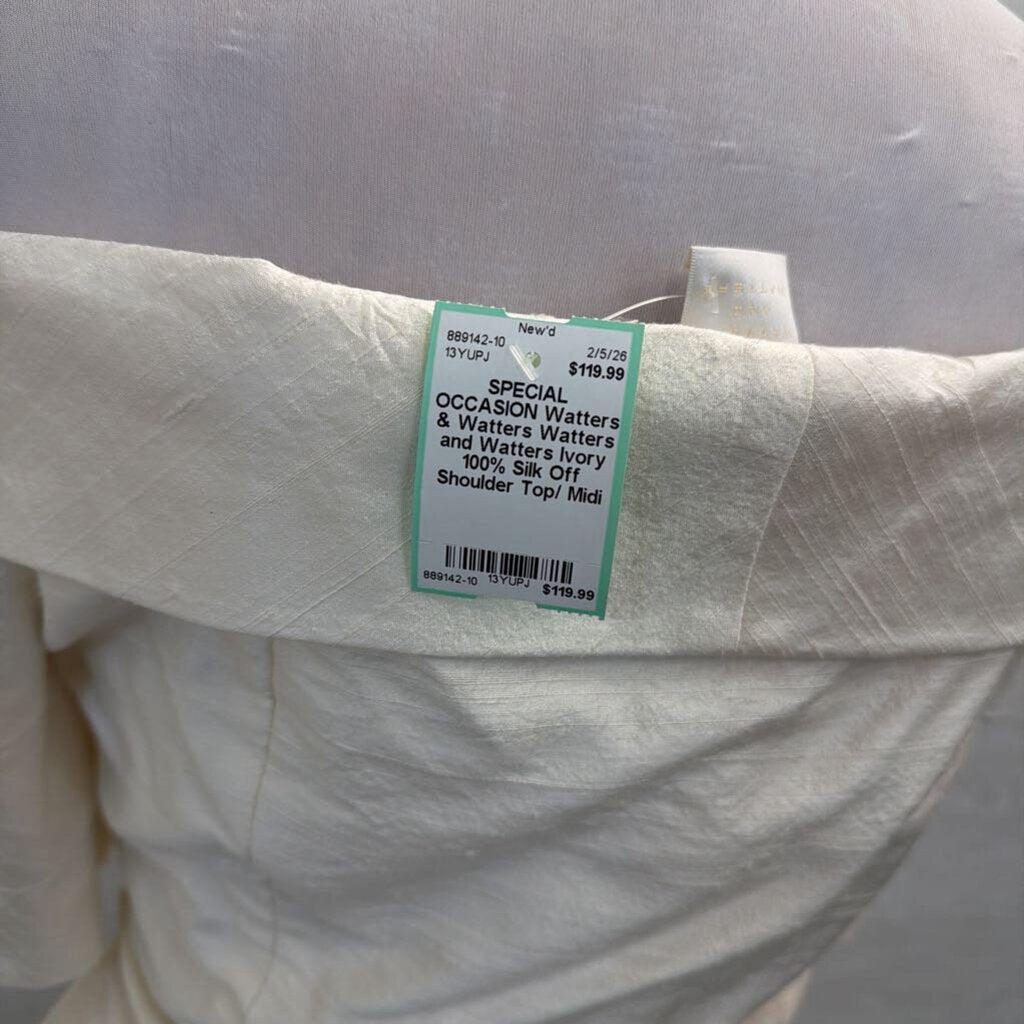 New'd
889142-10
2/5/26
13YUPJ
$119.99
SPECIAL
OCCASION Watters
& Watters Watters
and Watters Ivory
100% Silk Off
Shoulder Top/ Midi
889142-10 13YUPJ $119.99